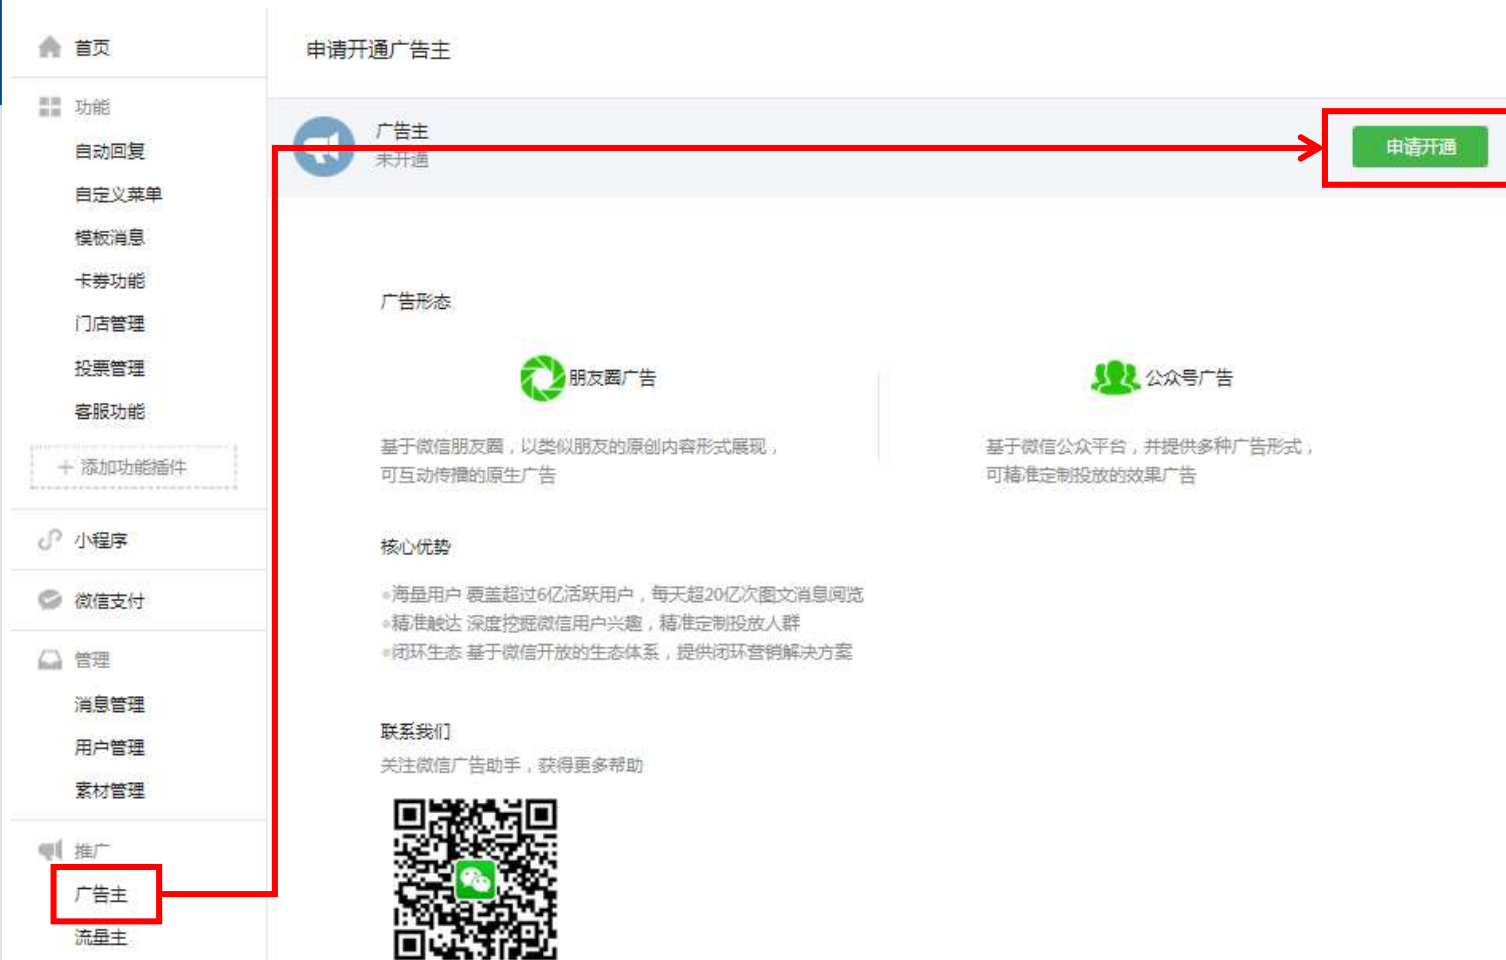 首页
功能
自动回复
自定义菜单
模板消息
卡券功能
门店管理
投票管理
客服功能
添加功能插件
小程序
微信支付
管理
消息管理
用户管理
素材管理
推广
广告主
流量主
申请开通广告主
广告主
未开通
申请开通
广告形态
朋友圈广告
基于微信朋友圈，以类似朋友的原创内容形式展现，
可互动传播的原生广告
公众号广告
基于微信公众平台，并提供多种广告形式，
可精准定制投放的效果广告
核心优势
海量用户 覆盖超过6亿活跃用户，每天超20亿次图文消息阅览
精准触达 深度挖掘微信用户兴趣，精准定制投放人群
闭环生态 基于微信开放的生态体系，提供闭环营销解决方案
联系我们
关注微信广告助手，获得更多帮助